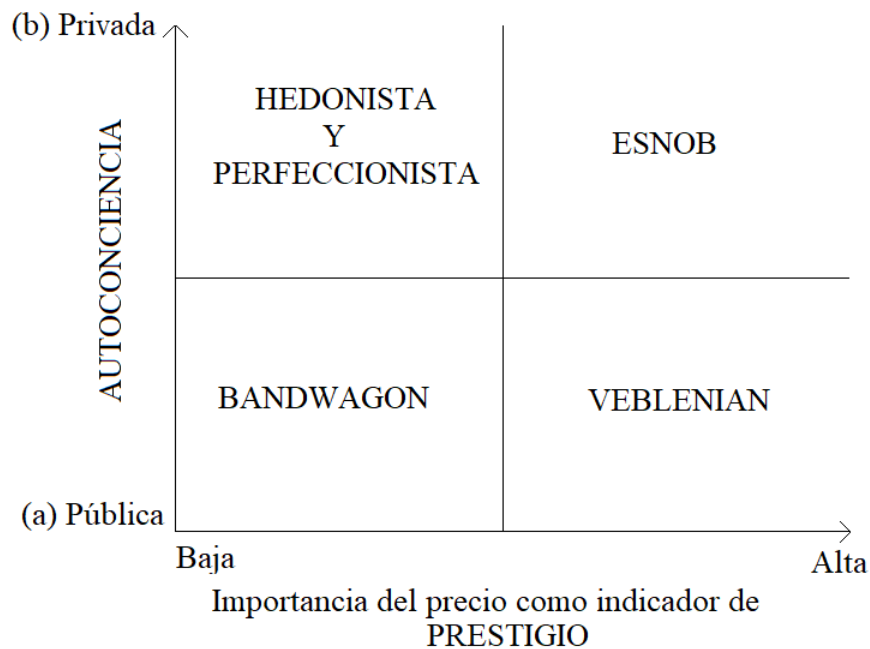 (b) Privada
HEDONISTA
Y
PERFECCIONISTA
ESNOB
AUTOCONCIENCIA
BANDWAGON
VEBLENIAN
(a) Pública
Baja
Alta
Importancia del precio como indicador de
PRESTIGIO